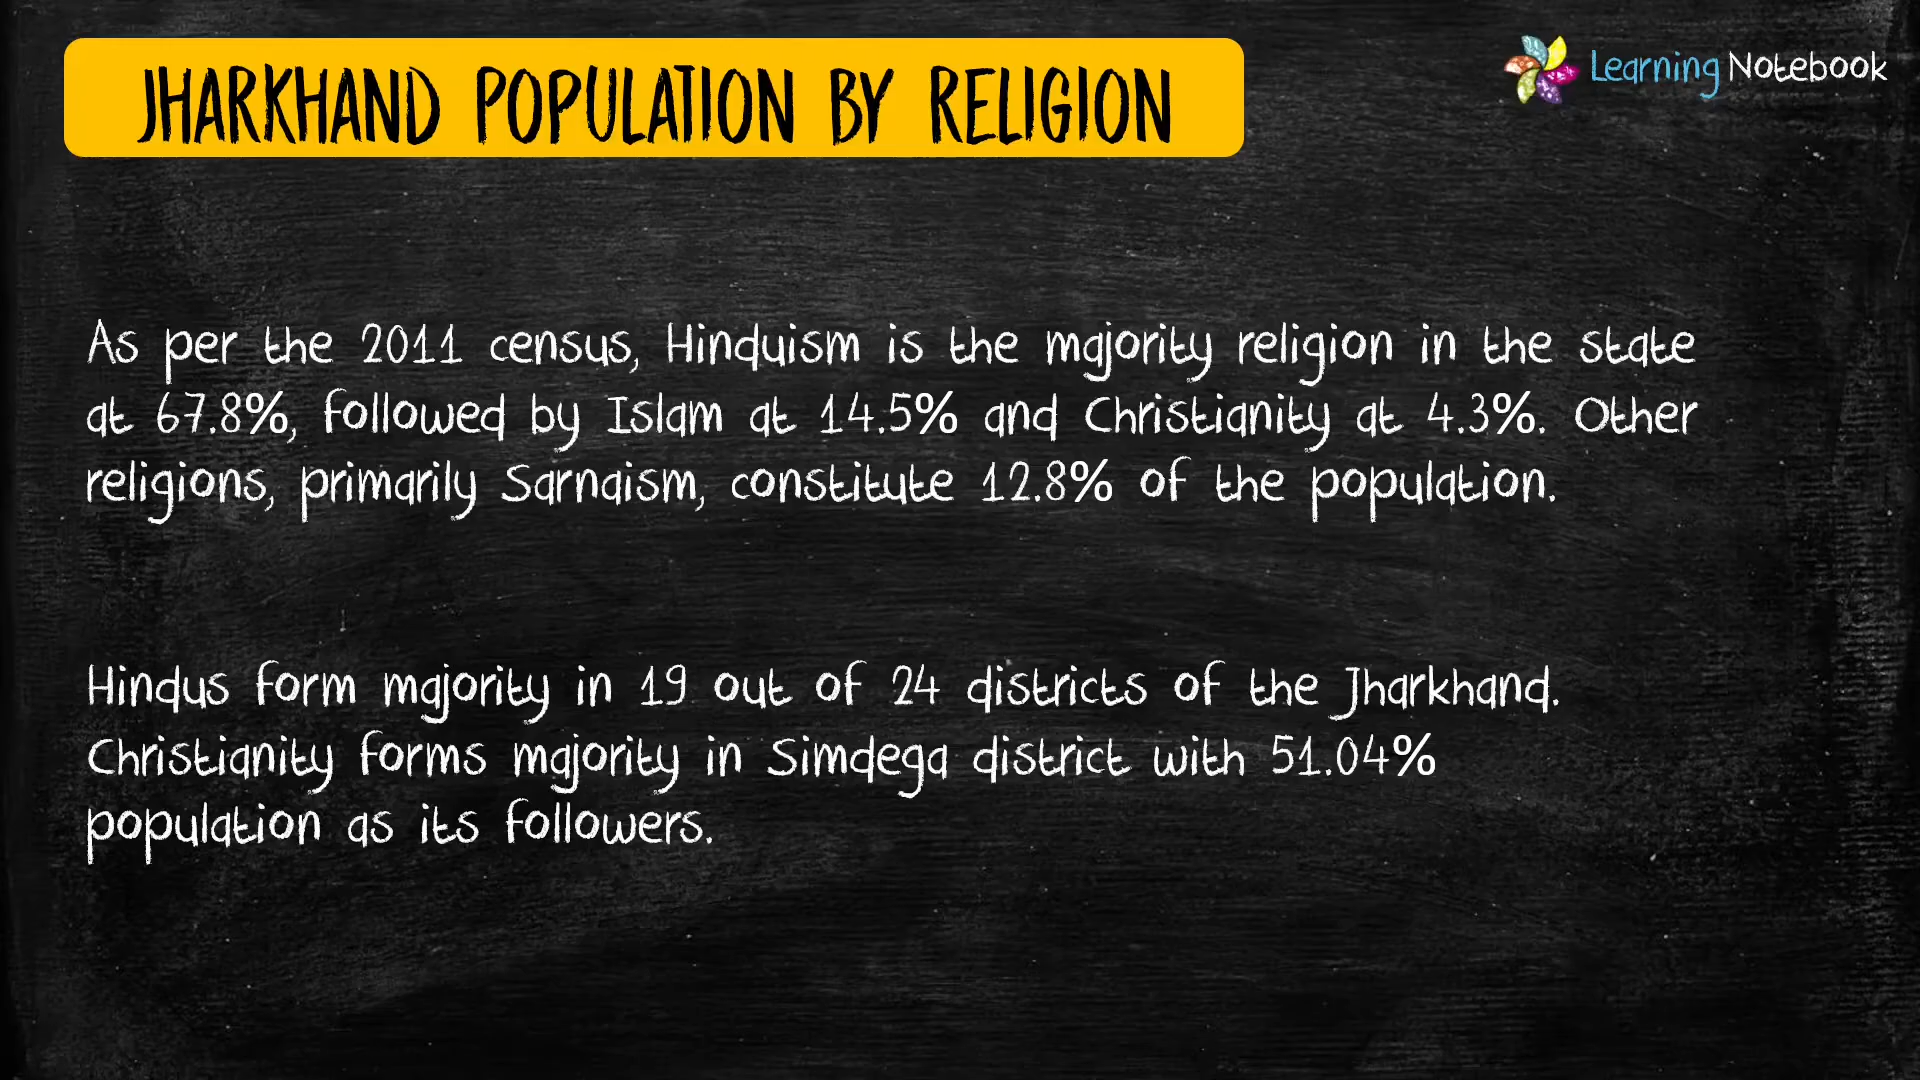 JHARKHAND POPULATION BY RELIGION
Learning Notebook
As per the 2011 census, Hinduism is the majority religion in the state
at 67.8%, followed by Islam at 14.5% and Christianity at 4.3%. Other
religions, primarily Sarnaism, constitute 12.8% of the population.
Hindus form majority in 19 out of 24 districts of the Jharkhand.
Christianity forms majority in Simdega district with 51.04%
population as its followers.